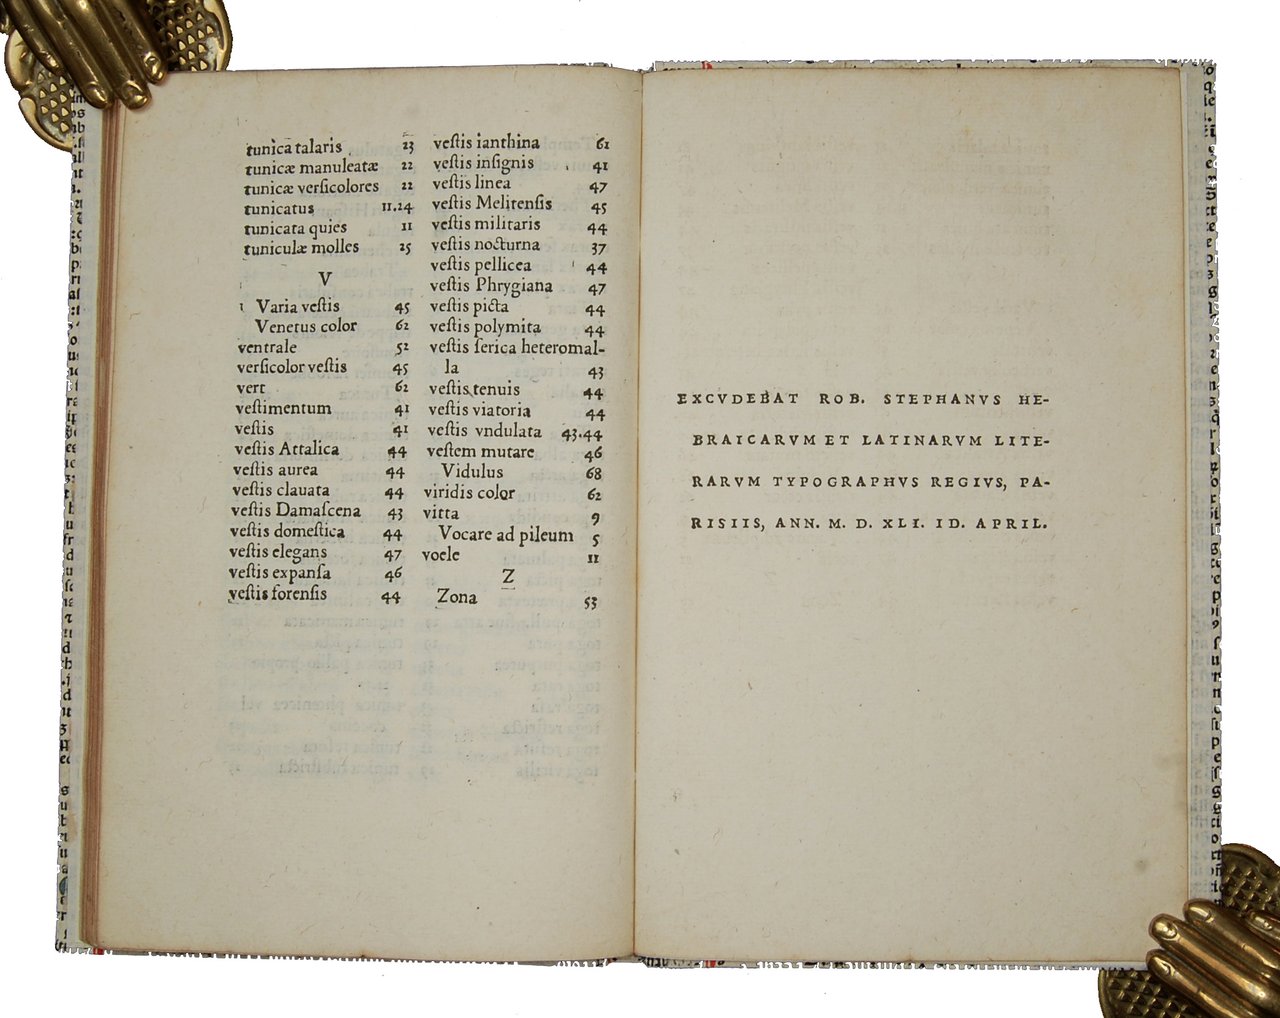 tunica talaris 23
tunicæ manuleatæ 22
tunicæ versicolores 22
tunicatus 11.24
tunicata quies 11
tuniculæ molles 25
V
Varia vestis 45
Venetus color 62
ventrale 52
versicolor vestis 45
vert 62
vestimentum 41
vestis 41
vestis Attalica 44
vestis aurea 44
vestis clauata 44
vestis Damascena 43
vestis domestica 44
vestis elegans 47
vestis expansa 46
vestis forensis 44
vestis ianthina 61
vestis insignis 41
vestis linea 47
vestis Melitensis 45
vestis militaris 44
vestis nocturna 37
vestis pellicea 44
vestis Phrygiana 47
vestis picta 44
vestis polymita 44
vestis serica heteromal-
la 43
vestis tenuis 44
vestis viatoria 44
vestis vndulata 43.44
vestem mutare 46
Vidulus 68
viridis color 62
vitta 9
Vocare ad pileum 5
voele 11
Z
Zona 53
EXCVDEBAT ROB. STEPHANVS HE-
BRAICARVM ET LATINARVM LITE-
RARVM TYPOGRAPHVS REGIVS, PA-
RISIIS, ANN. M. D. XLI. ID. APRIL.